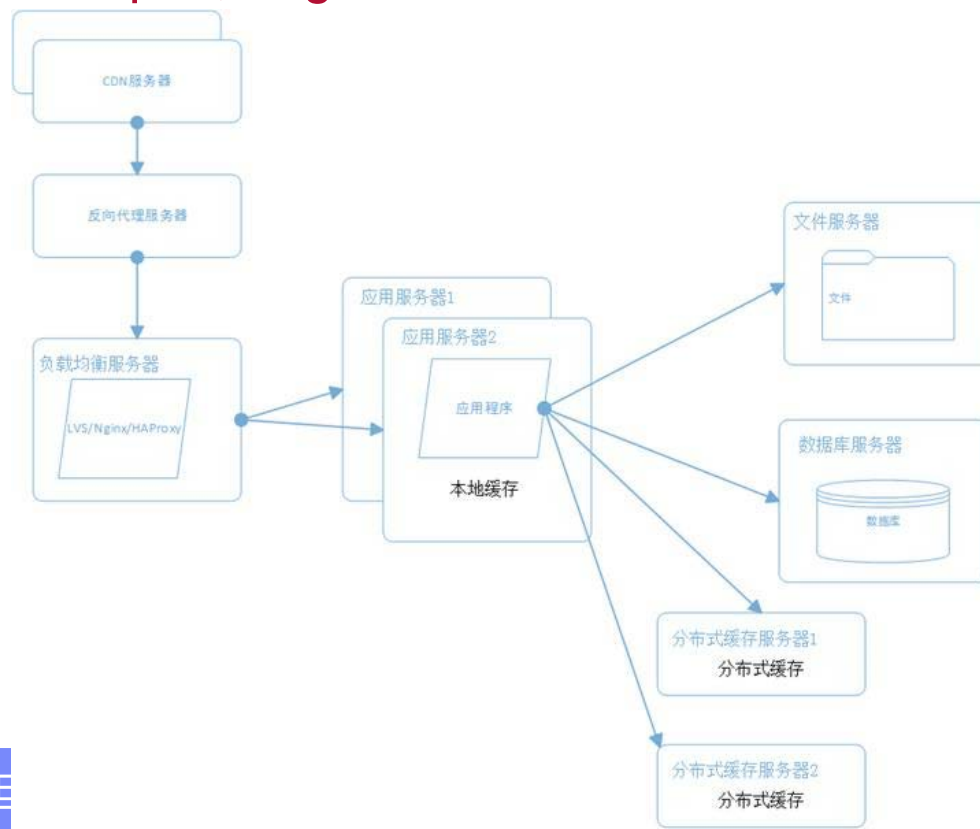 CDN服务器
反向代理服务器
负载均衡服务器
LVS/Nginx/HAProxy
应用服务器1
应用服务器2
应用程序
本地缓存
文件服务器
文件
数据库服务器
数据库
分布式缓存服务器1
分布式缓存
分布式缓存服务器2
分布式缓存